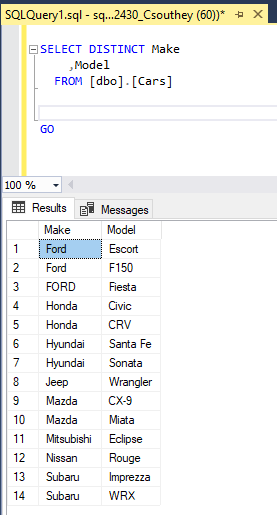 SQLQuery1.sql - sq...2430_Csouthey (60))*
SELECT DISTINCT Make
,Model
FROM [dbo].[Cars]
GO
100 %
Results Messages
Make Model
1 Ford Escort
2 Ford F150
3 FORD Fiesta
4 Honda Civic
5 Honda CRV
6 Hyundai Santa Fe
7 Hyundai Sonata
8 Jeep Wrangler
9 Mazda CX-9
10 Mazda Miata
11 Mitsubishi Eclipse
12 Nissan Rouge
13 Subaru Imprezza
14 Subaru WRX